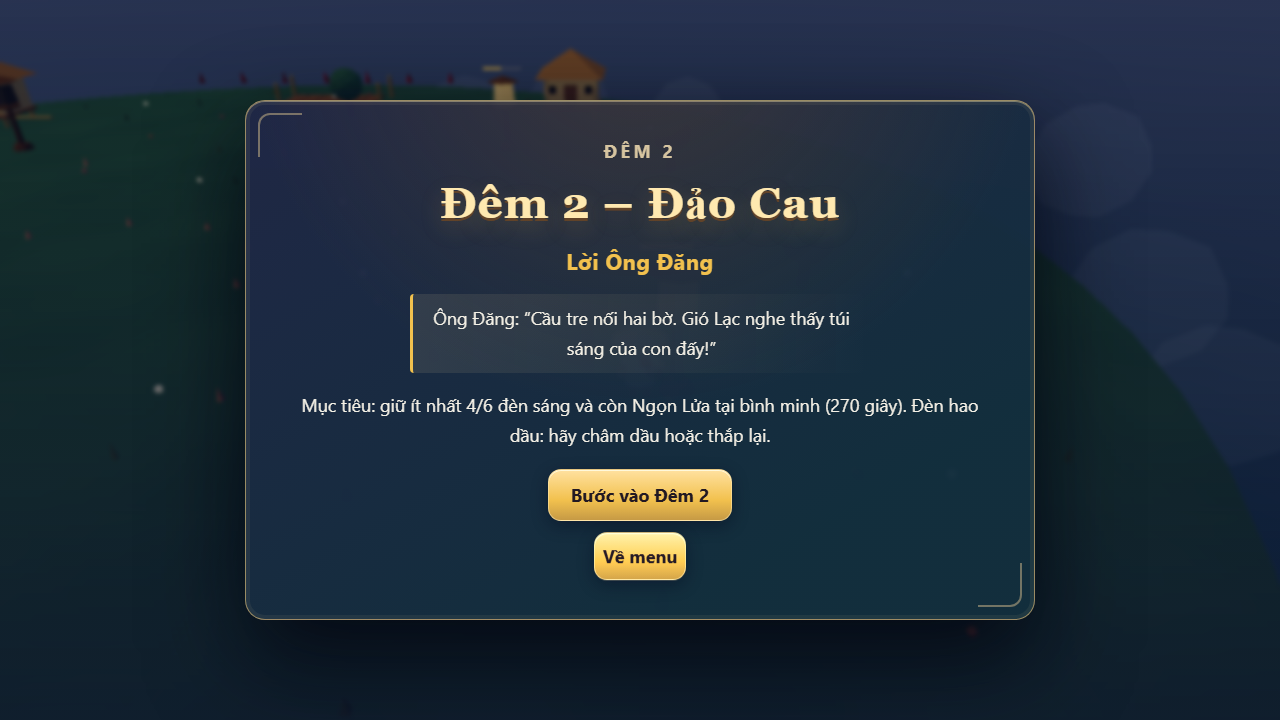 ĐÊM 2
Đêm 2 – Đảo Cau
Lời Ông Đăng
Ông Đăng: “Cầu tre nối hai bờ. Gió Lạc nghe thấy túi
sáng của con đấy!”
Mục tiêu: giữ ít nhất 4/6 đèn sáng và còn Ngọn Lửa tại bình minh (270 giây). Đèn hao
dầu: hãy châm dầu hoặc thắp lại.
Bước vào Đêm 2
Về menu